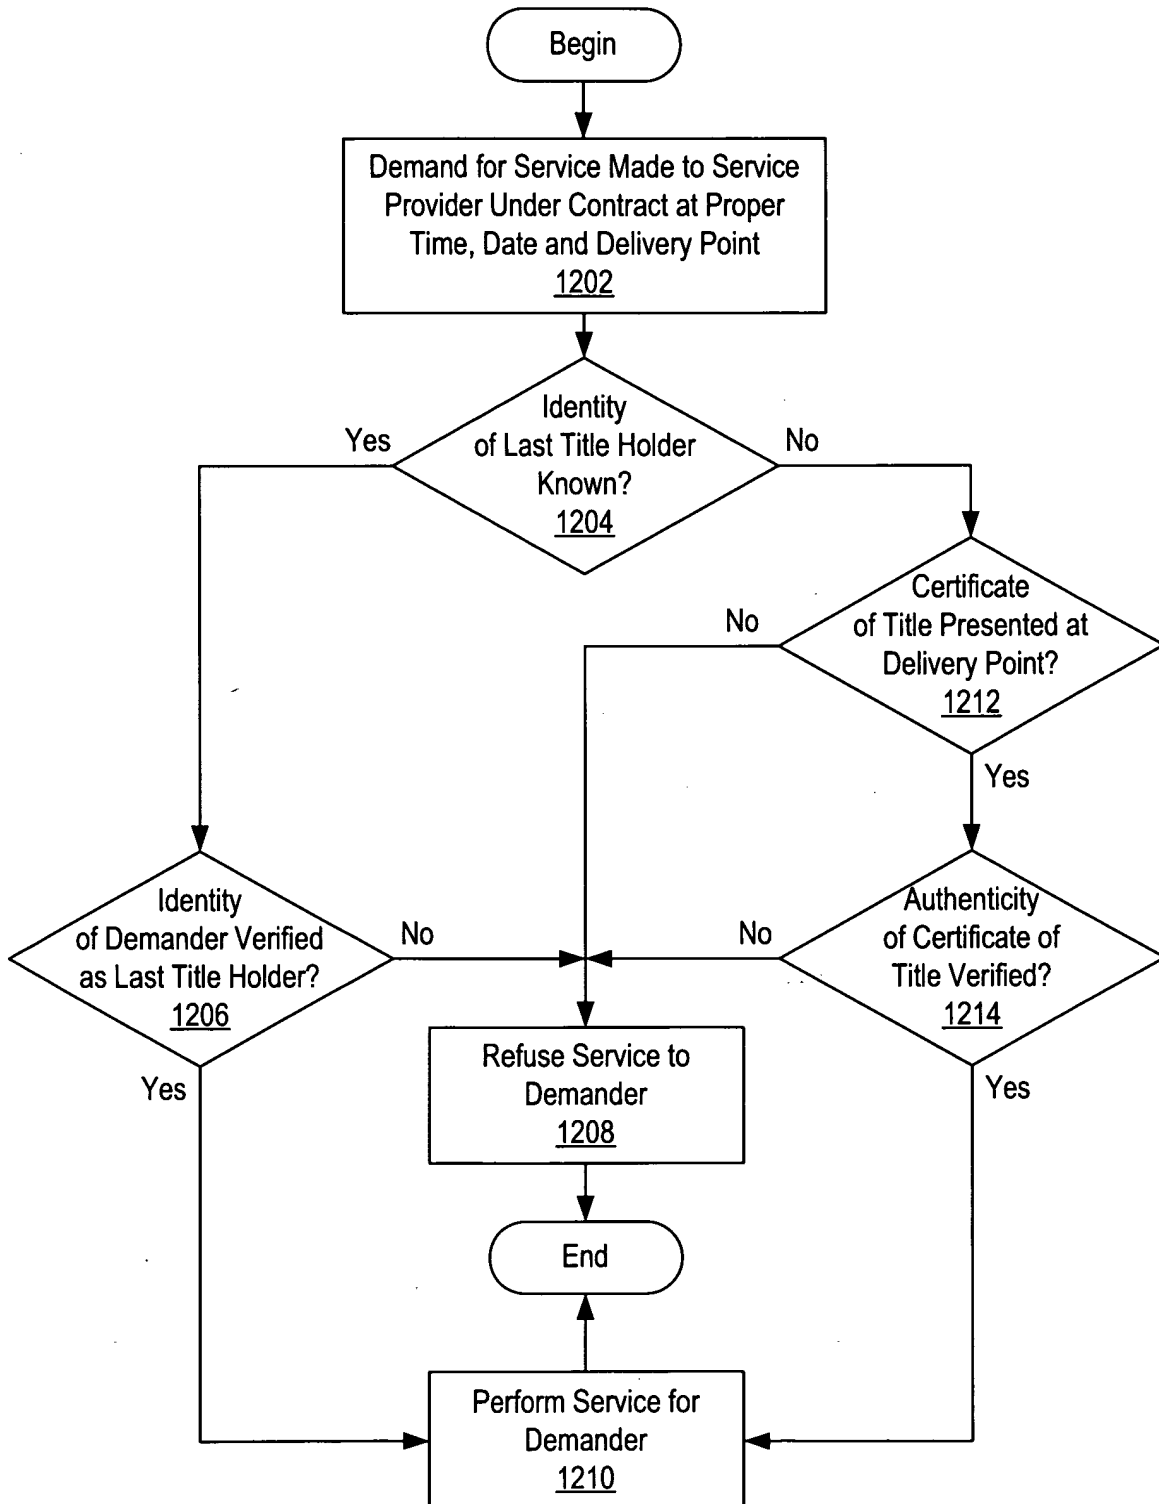 Begin
Demand for Service Made to Service
Provider Under Contract at Proper
Time, Date and Delivery Point
1202
Identity
of Last Title Holder
Known?
1204
Yes
No
Certificate
of Title Presented at
Delivery Point?
1212
No
Yes
Identity
of Demander Verified
as Last Title Holder?
1206
No
Yes
Authenticity
of Certificate of
Title Verified?
1214
No
Yes
Refuse Service to
Demander
1208
End
Perform Service for
Demander
1210